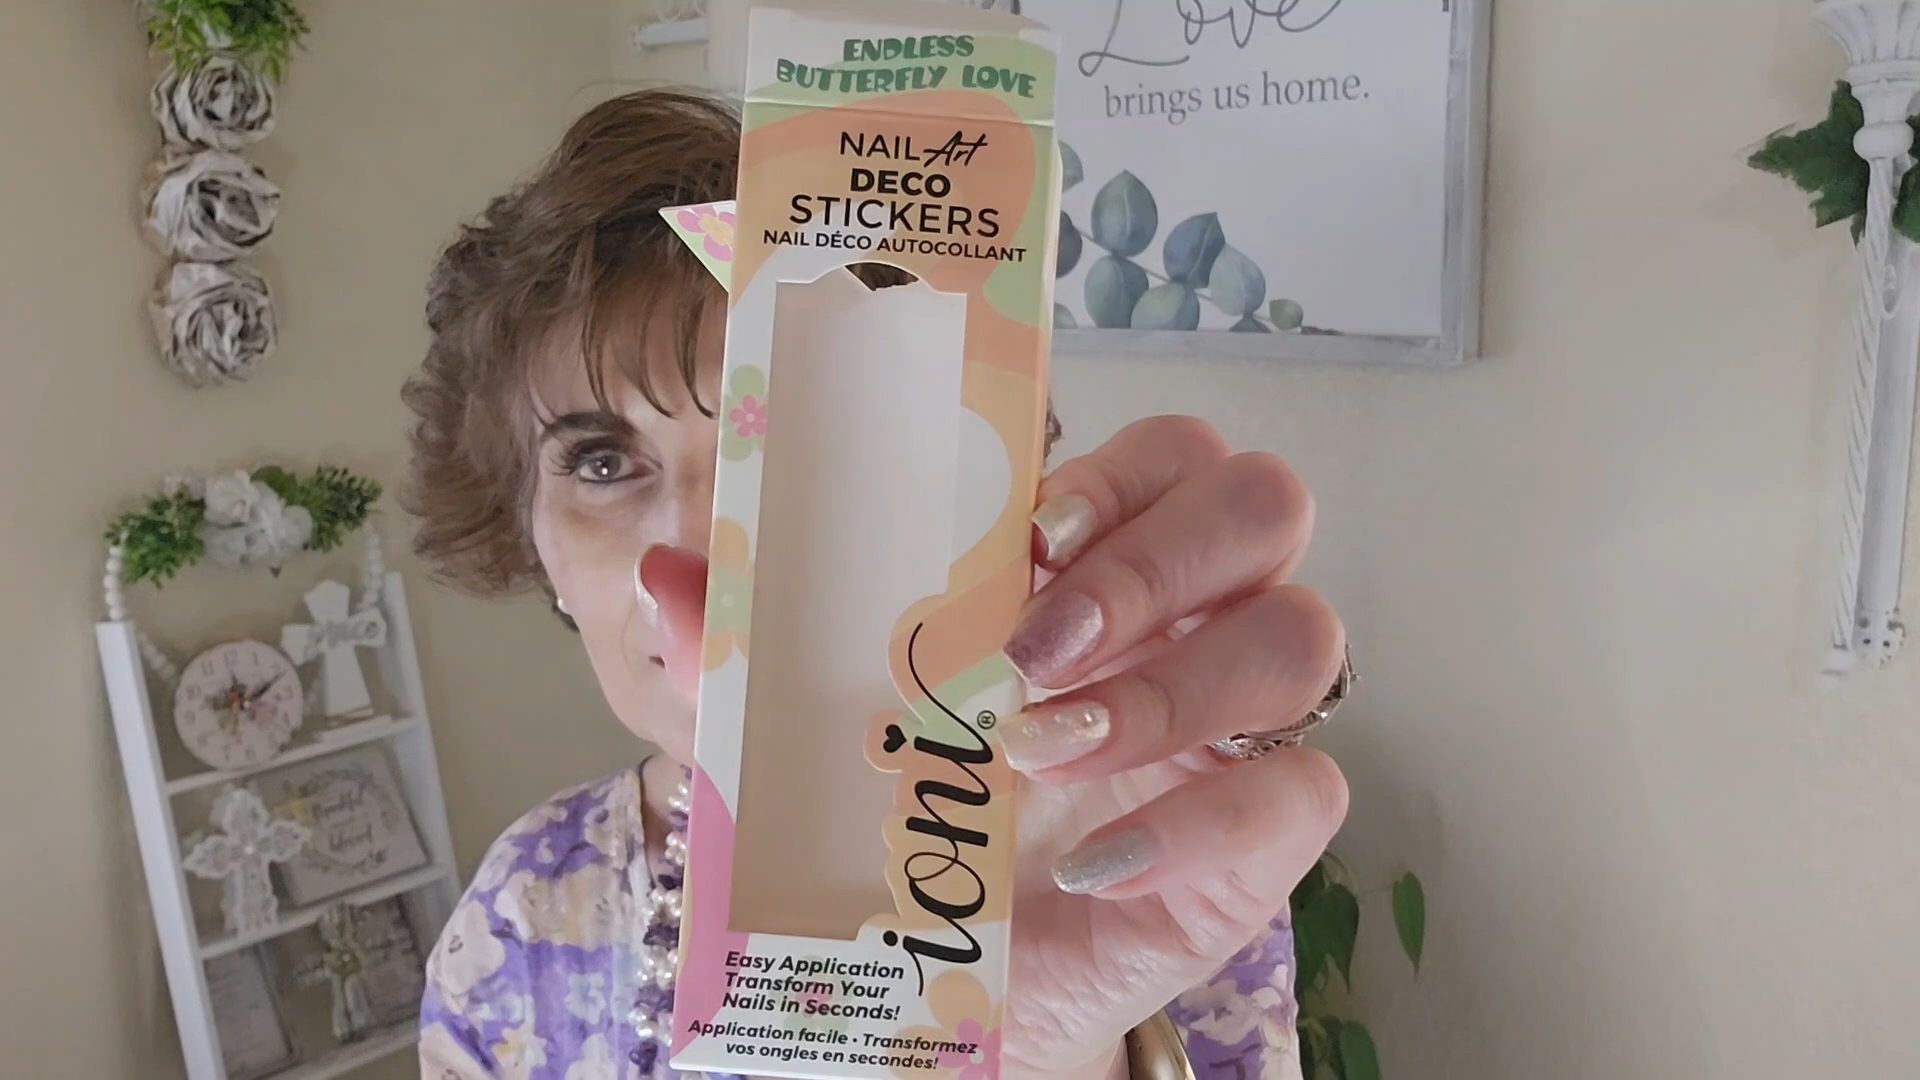 ENDLESS
BUTTERFLY LOVE
NAIL Art
DECO
STICKERS
NAIL DÉCO AUTOCOLLANT
ioni®
Easy Application
Transform Your
Nails in Seconds!
Application facile • Transformez
vos ongles en secondes!
Love
brings us home.